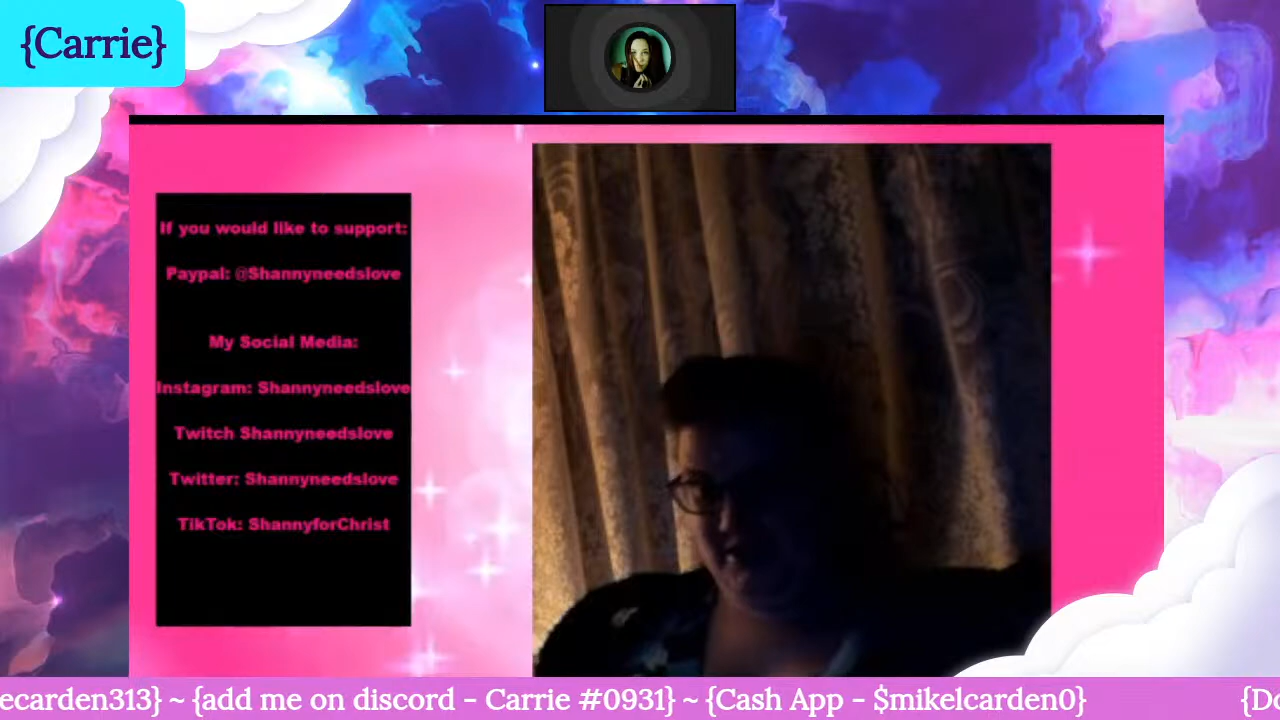 {Carrie}
If you would like to support:
Paypal: @Shannyneedslove
My Social Media:
Instagram: Shannyneedslove
Twitch Shannyneedslove
Twitter: Shannyneedslove
TikTok: ShannyforChrist
ecarden313} ~ {add me on discord - Carrie #0931} ~ {Cash App - $mikelcarden0} {Do